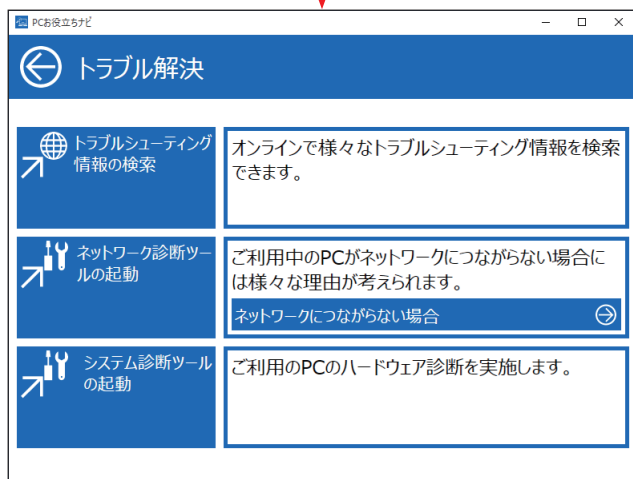 PCお役立ちナビ
トラブル解決
トラブルシューティング
情報の検索
オンラインで様々なトラブルシューティング情報を検索
できます。
ネットワーク診断ツー
ルの起動
ご利用中のPCがネットワークにつながらない場合に
は様々な理由が考えられます。
ネットワークにつながらない場合
システム診断ツール
の起動
ご利用のPCのハードウェア診断を実施します。